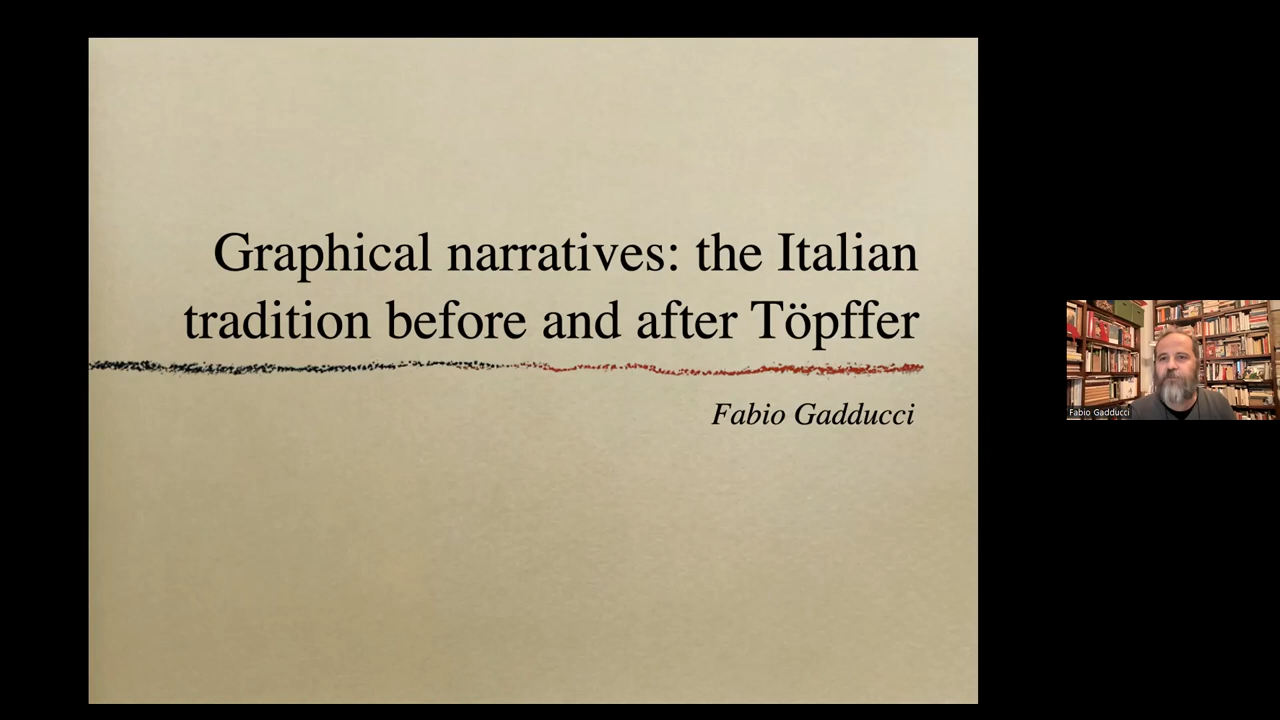 Graphical narratives: the Italian
tradition before and after Töpffer
Fabio Gadducci
Fabio Gadducci